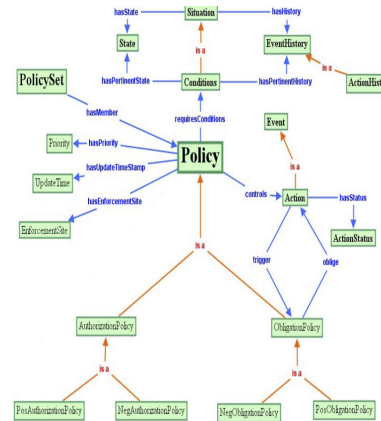 Situation
hasState
hasHistory
State
is a
EventHistory
is a
PolicySet
hasPertinentState
Conditions
hasPertinentHistory
ActionHist
hasMember
requiresConditions
Event
Priority
hasPriority
Policy
is a
UpdateTime
hasUpdateTimeStamp
controls
Action
hasStatus
hasEnforcementSite
EnforcementSite
ActionStatus
is a
trigger
oblige
AuthorizationPolicy
ObligationPolicy
is a
is a
PosAuthorizationPolicy
NegAuthorizationPolicy
NegObligationPolicy
PosObligationPolicy